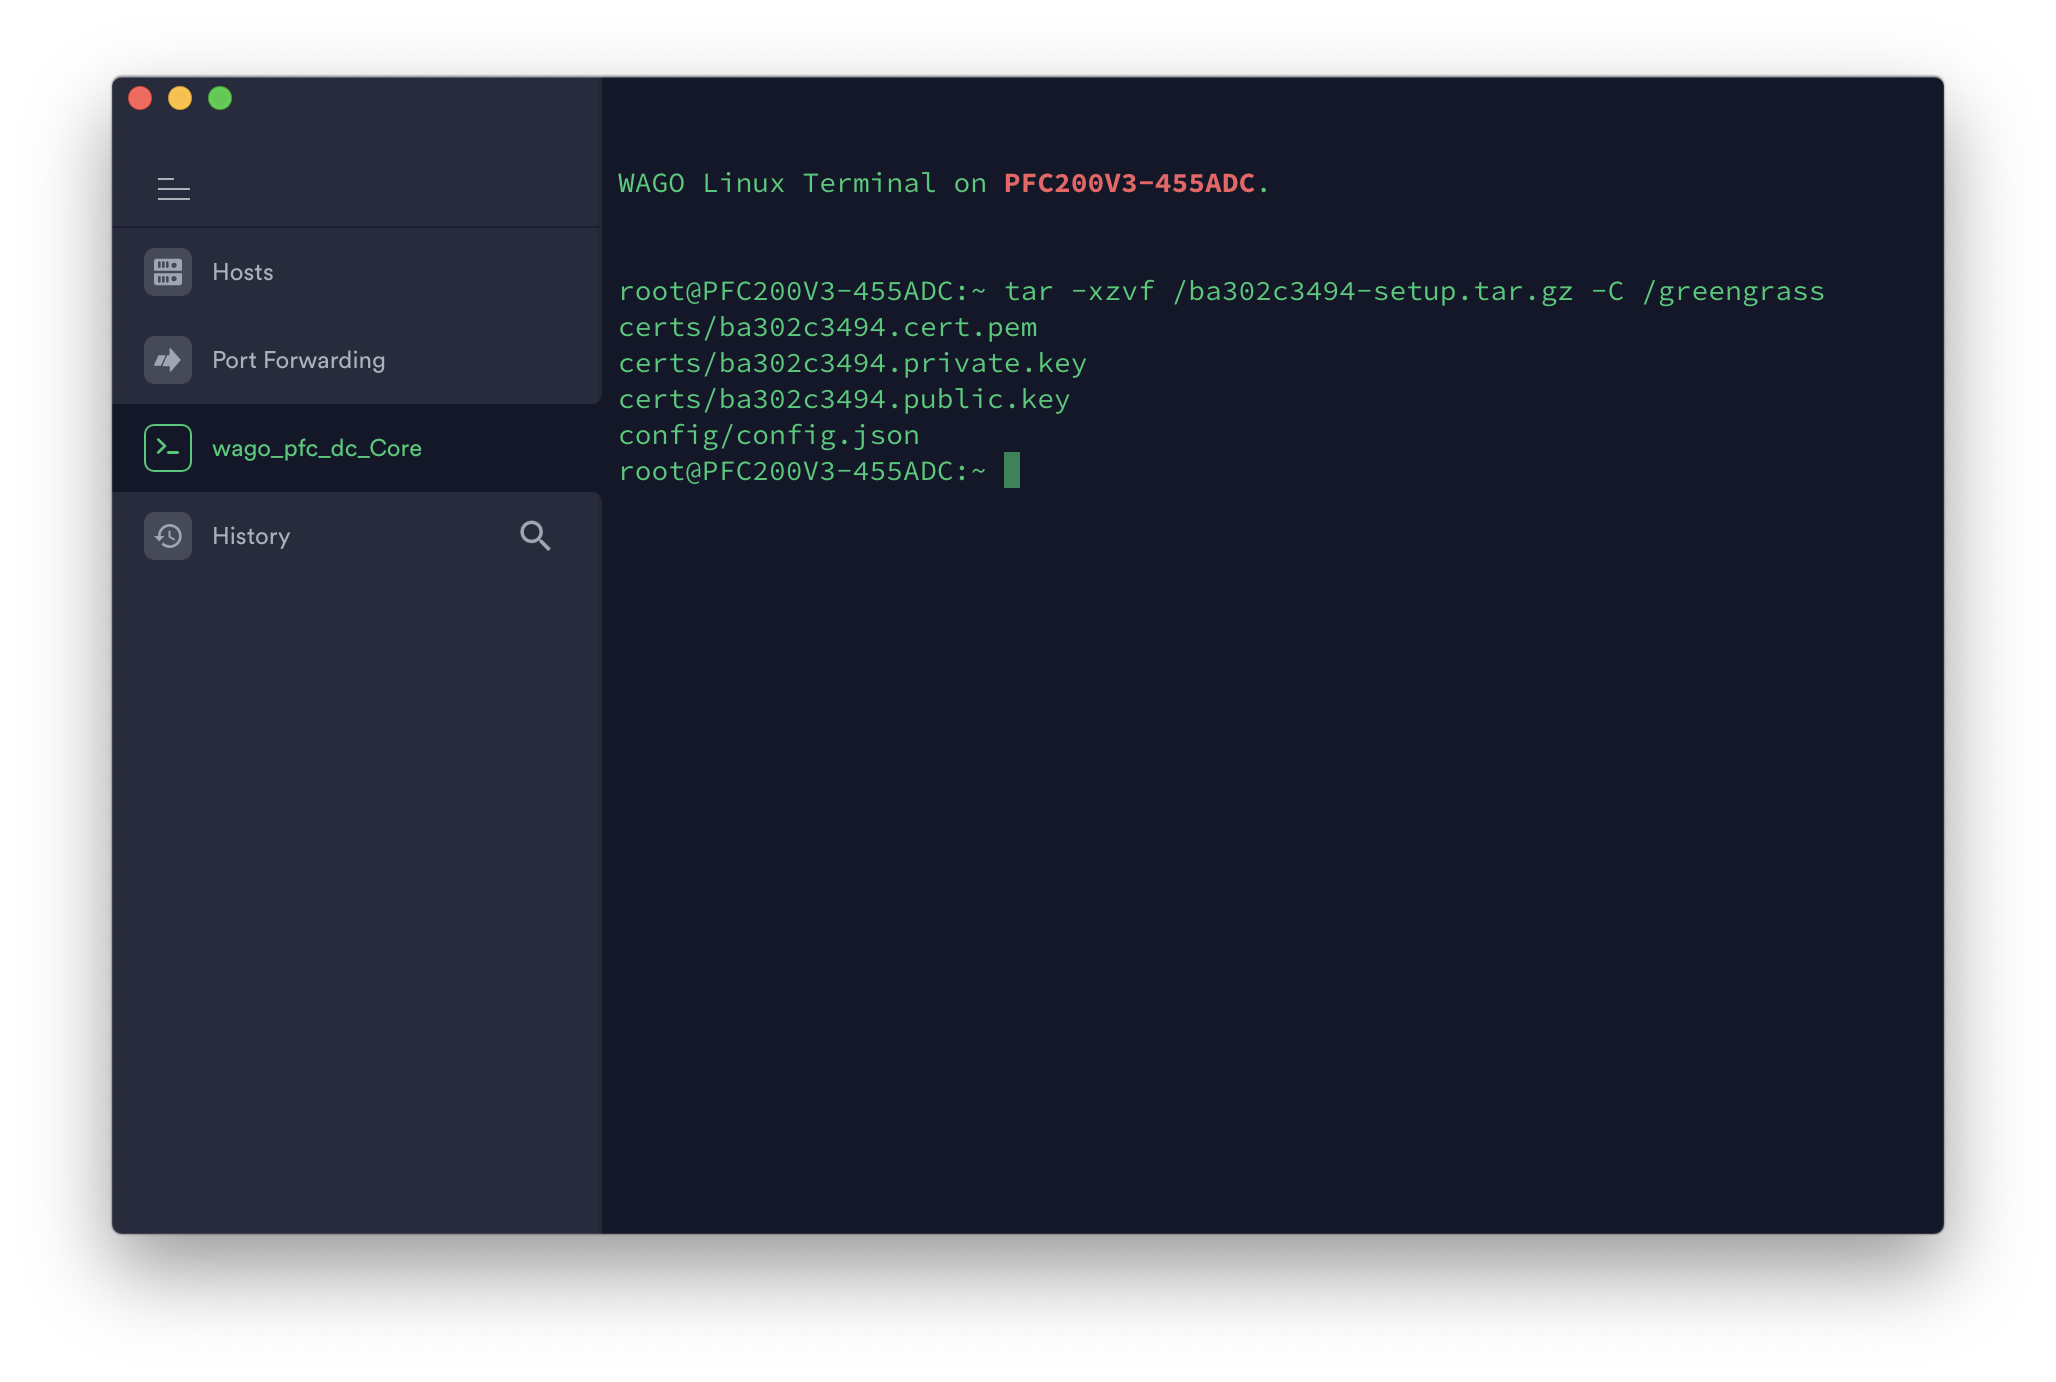 Hosts
Port Forwarding
wago_pfc_dc_Core
History
WAGO Linux Terminal on PFC200V3-455ADC.
root@PFC200V3-455ADC:~ tar -xzvf /ba302c3494-setup.tar.gz -C /greengrass
certs/ba302c3494.cert.pem
certs/ba302c3494.private.key
certs/ba302c3494.public.key
config/config.json
root@PFC200V3-455ADC:~